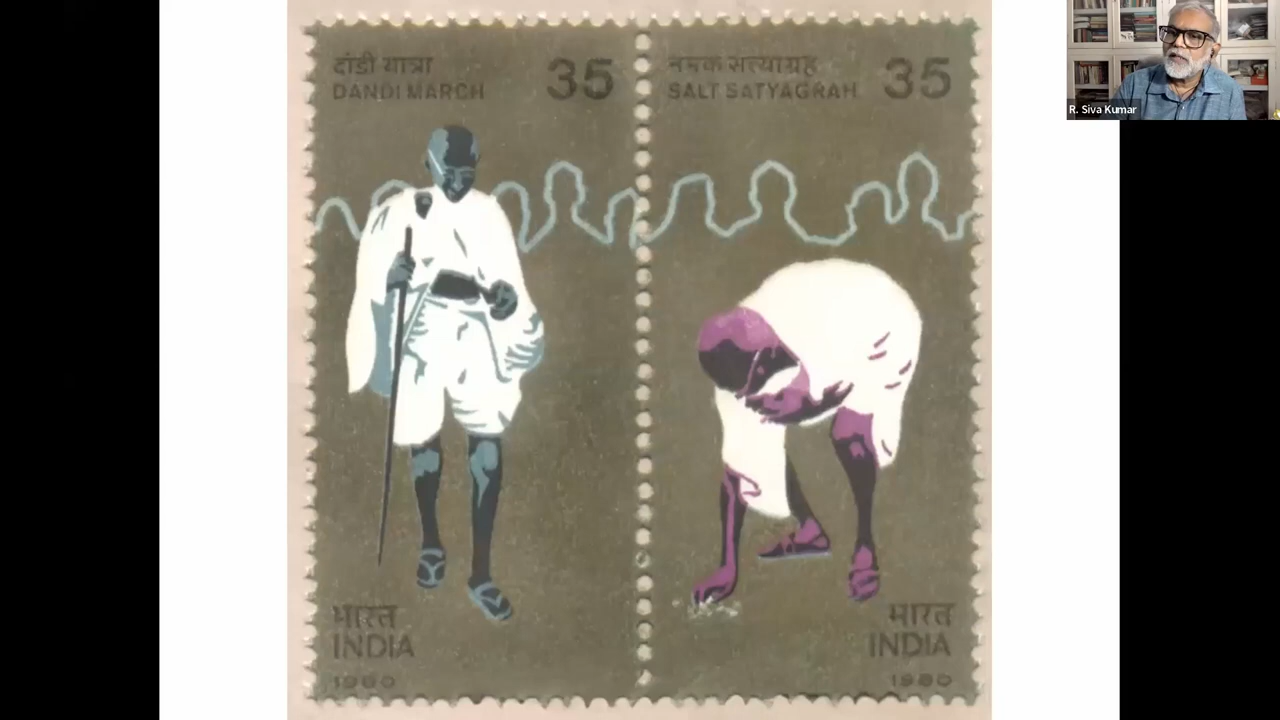 दांडी यात्रा
DANDI MARCH
35
नमक सत्याग्रह
SALT SATYAGRAH
35
R. Siva Kumar
भारत
INDIA
1980
भारत
INDIA
1980